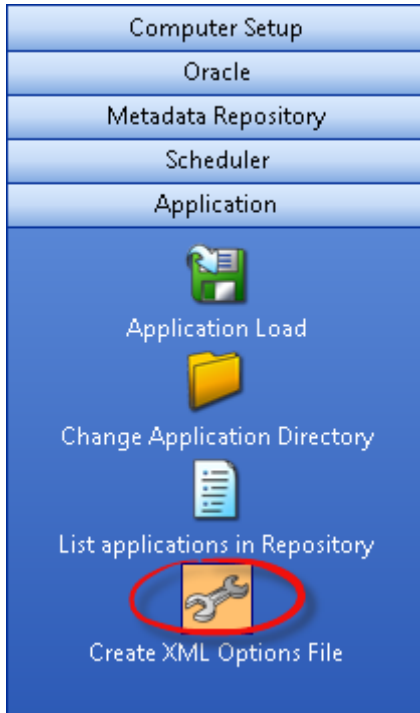 Computer Setup
Oracle
Metadata Repository
Scheduler
Application
Application Load
Change Application Directory
List applications in Repository
Create XML Options File